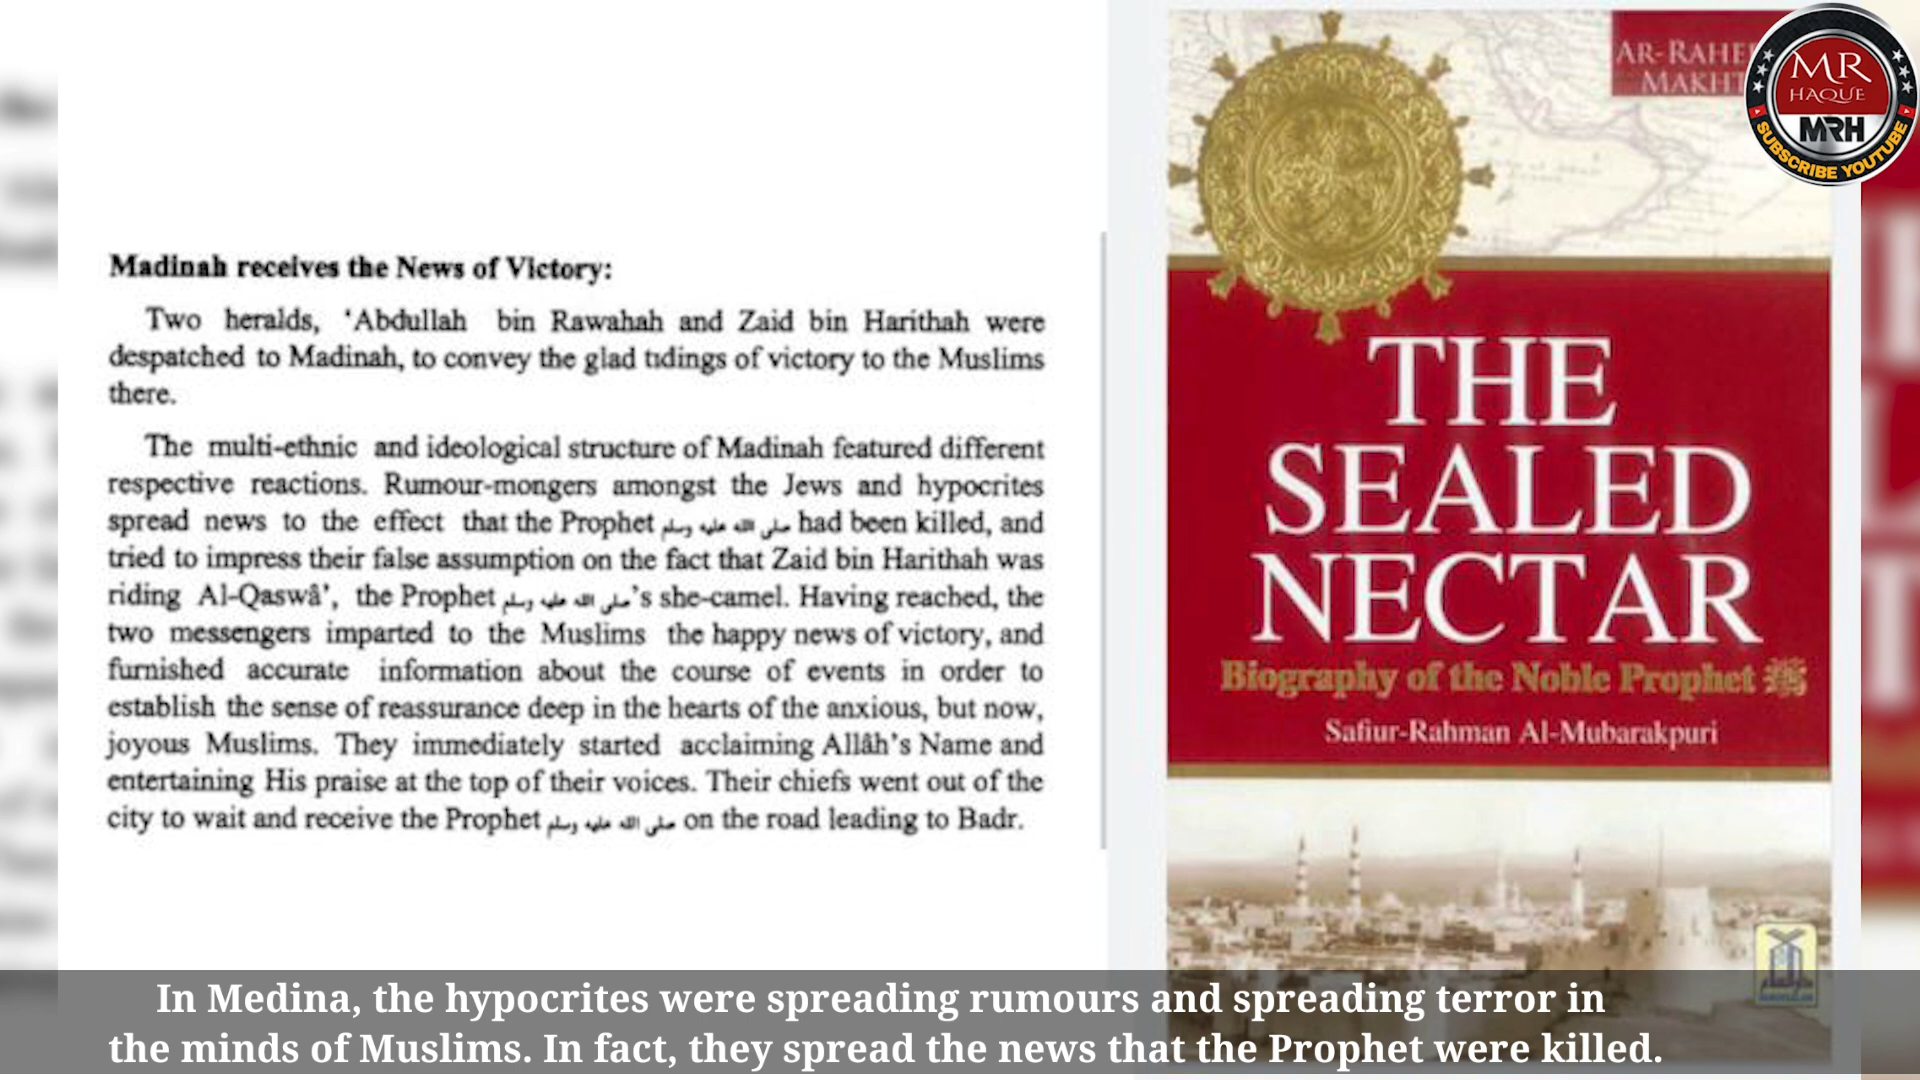 Madinah receives the News of Victory:
Two heralds, ‘Abdullah bin Rawahah and Zaid bin Harithah were
despatched to Madinah, to convey the glad tidings of victory to the Muslims
there.
The multi-ethnic and ideological structure of Madinah featured different
respective reactions. Rumour-mongers amongst the Jews and hypocrites
spread news to the effect that the Prophet صلى الله عليه وسلم had been killed, and
tried to impress their false assumption on the fact that Zaid bin Harithah was
riding Al-Qaswâ’, the Prophet صلى الله عليه وسلم’s she-camel. Having reached, the
two messengers imparted to the Muslims the happy news of victory, and
furnished accurate information about the course of events in order to
establish the sense of reassurance deep in the hearts of the anxious, but now,
joyous Muslims. They immediately started acclaiming Allâh’s Name and
entertaining His praise at the top of their voices. Their chiefs went out of the
city to wait and receive the Prophet صلى الله عليه وسلم on the road leading to Badr.
AR-RAHE
MAKHT
MR
HAQUE
MRH
SUBSCRIBE YOUTUBE
THE
SEALED
NECTAR
Biography of the Noble Prophet ﷺ
Safiur-Rahman Al-Mubarakpuri
In Medina, the hypocrites were spreading rumours and spreading terror in
the minds of Muslims. In fact, they spread the news that the Prophet were killed.